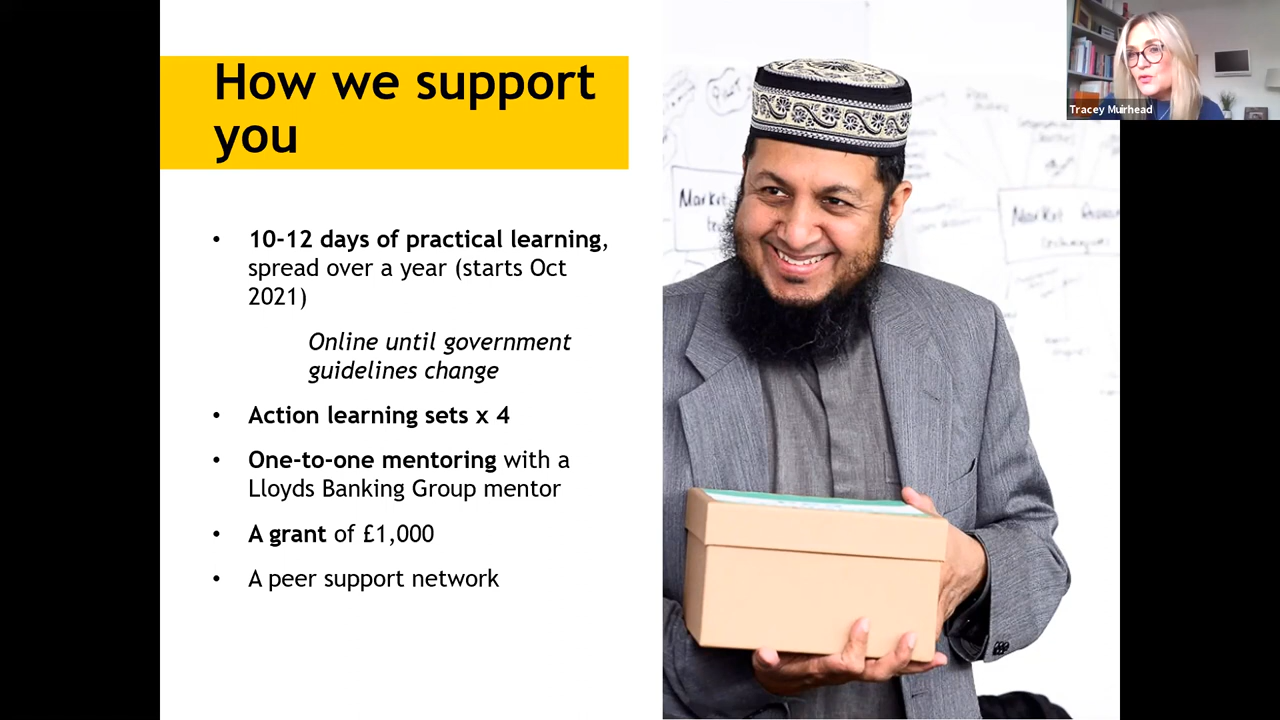 How we support
you
• 10-12 days of practical learning,
spread over a year (starts Oct
2021)
Online until government
guidelines change
• Action learning sets x 4
• One-to-one mentoring with a
Lloyds Banking Group mentor
• A grant of £1,000
• A peer support network
Market
Market
Tracey Muirhead